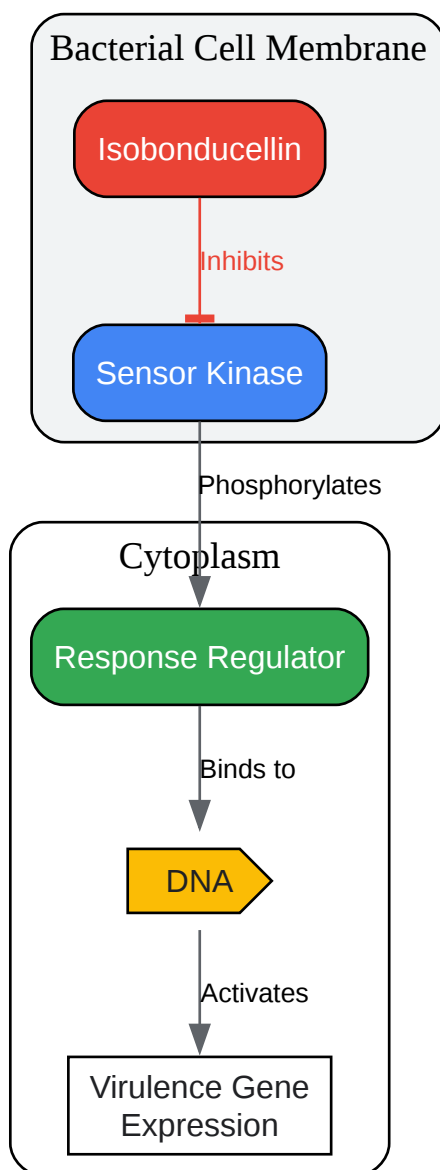 Bacterial Cell Membrane
Isobonducellin
Inhibits
Sensor Kinase
Phosphorylates
Cytoplasm
Response Regulator
Binds to
DNA
Activates
Virulence Gene
Expression